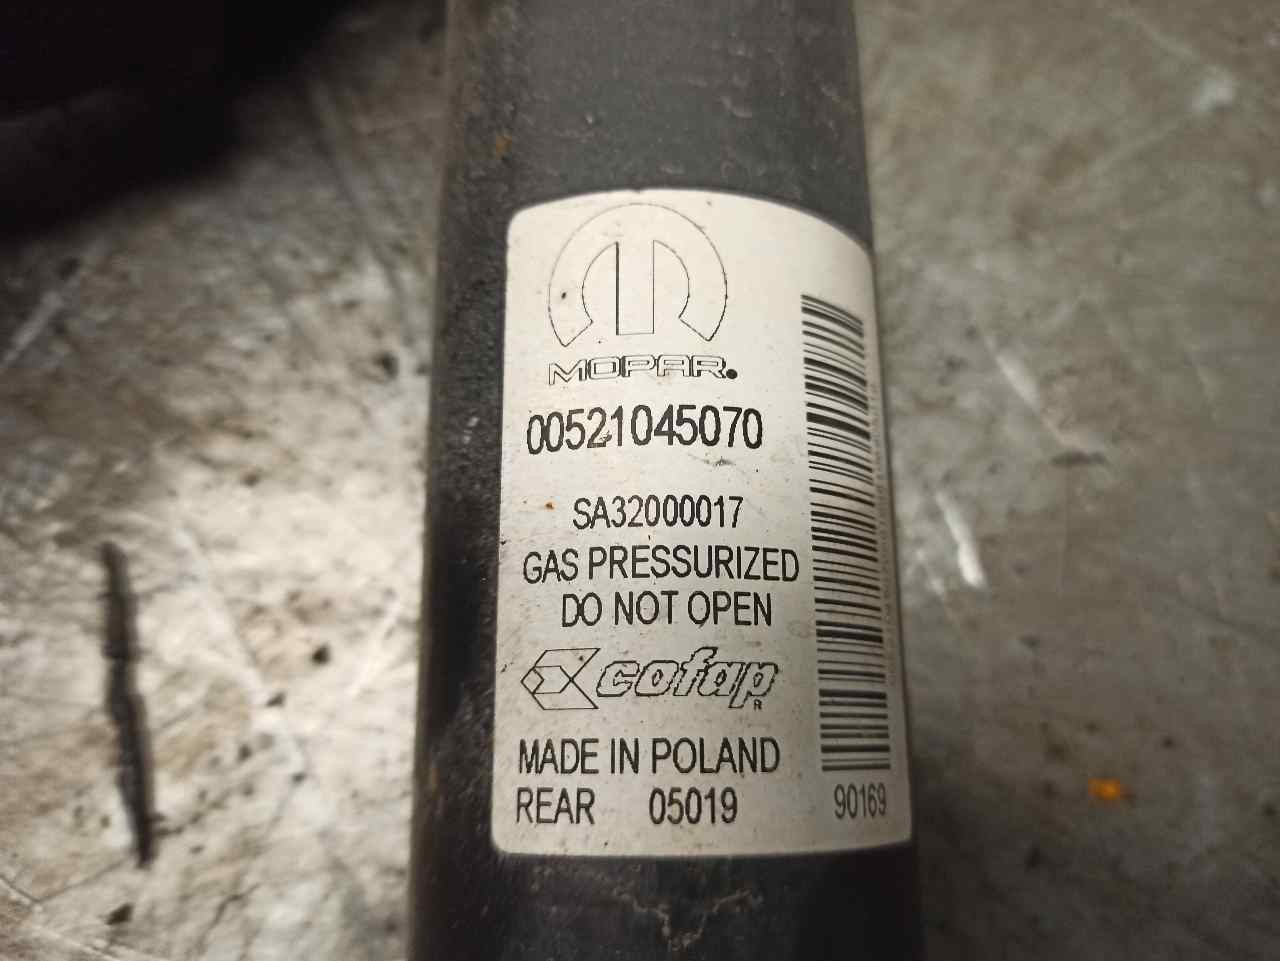 MOPAR.
00521045070
SA32000017
GAS PRESSURIZED
DO NOT OPEN
cofap
R
MADE IN POLAND
REAR 05019 90169